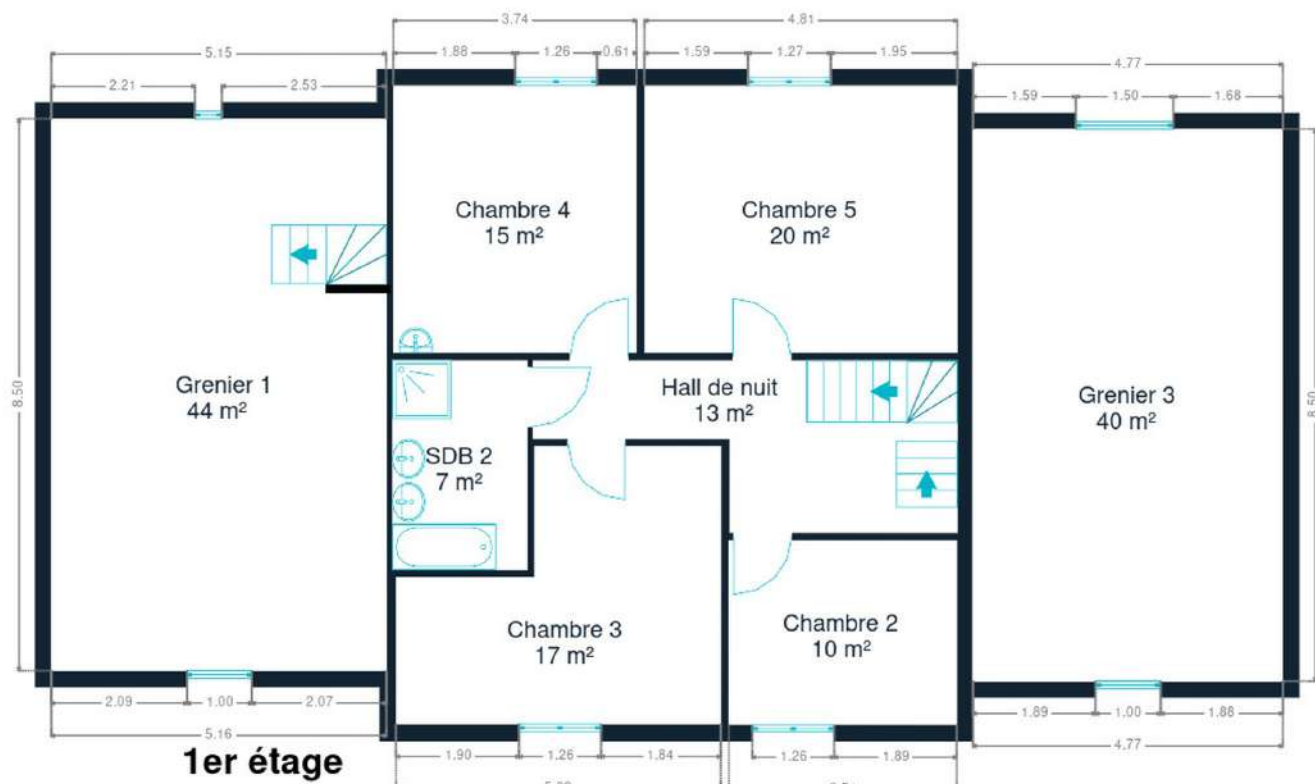 3.74
4.81
1.88
1.26
0.61
1.59
1.27
1.95
5.15
2.21
2.53
4.77
1.59
1.50
1.68
Chambre 4
15 m²
Chambre 5
20 m²
8.50
Grenier 1
44 m²
Hall de nuit
13 m²
Grenier 3
40 m²
8.50
SDB 2
7 m²
Chambre 3
17 m²
Chambre 2
10 m²
2.09
1.00
2.07
5.16
1.89
1.00
1.88
4.77
1.90
1.26
1.84
1.26
1.89
1er étage